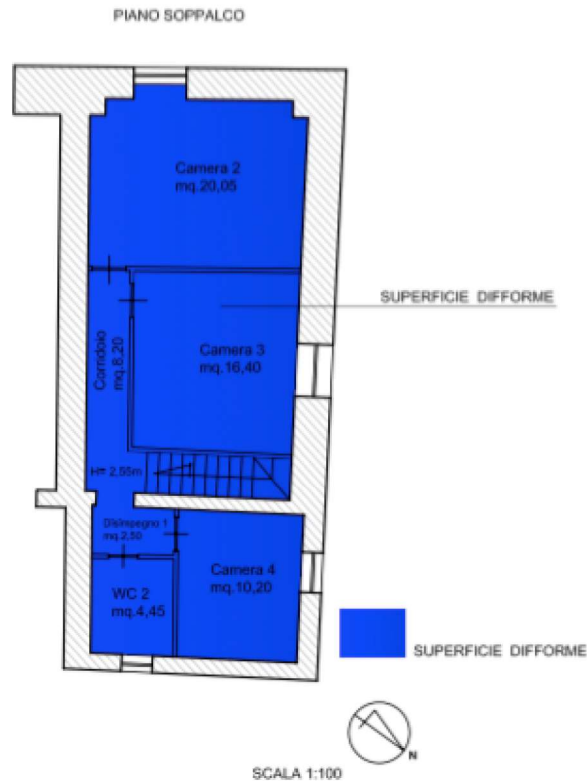 PIANO SOPPALCO
Camera 2
mq.20,05
SUPERFICIE DIFFORME
Camera 3
mq.16,40
Corridoio
mq.8,20
H= 2,55m
Disimpegno 1
mq.2,50
Camera 4
mq.10,20
WC 2
mq.4,45
SUPERFICIE DIFFORME
N
SCALA 1:100